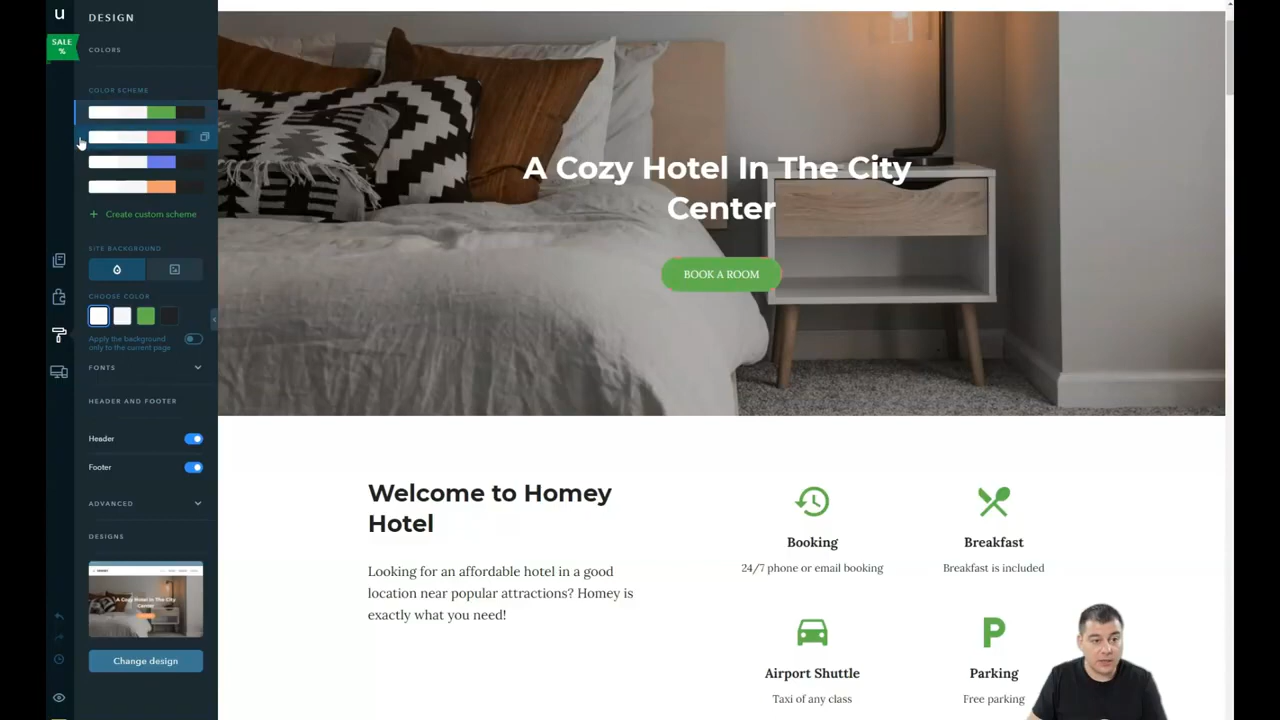 u
DESIGN
SALE
%
COLORS
COLOR SCHEME
Create custom scheme
SITE BACKGROUND
CHOOSE COLOR
Apply the background
only to the current page
FONTS
HEADER AND FOOTER
Header
Footer
ADVANCED
DESIGNS
A Cozy Hotel In The City
Center
Change design
A Cozy Hotel In The City
Center
BOOK A ROOM
Welcome to Homey
Hotel
Looking for an affordable hotel in a good
location near popular attractions? Homey is
exactly what you need!
Booking
24/7 phone or email booking
Breakfast
Breakfast is included
P
Airport Shuttle
Taxi of any class
Parking
Free parking